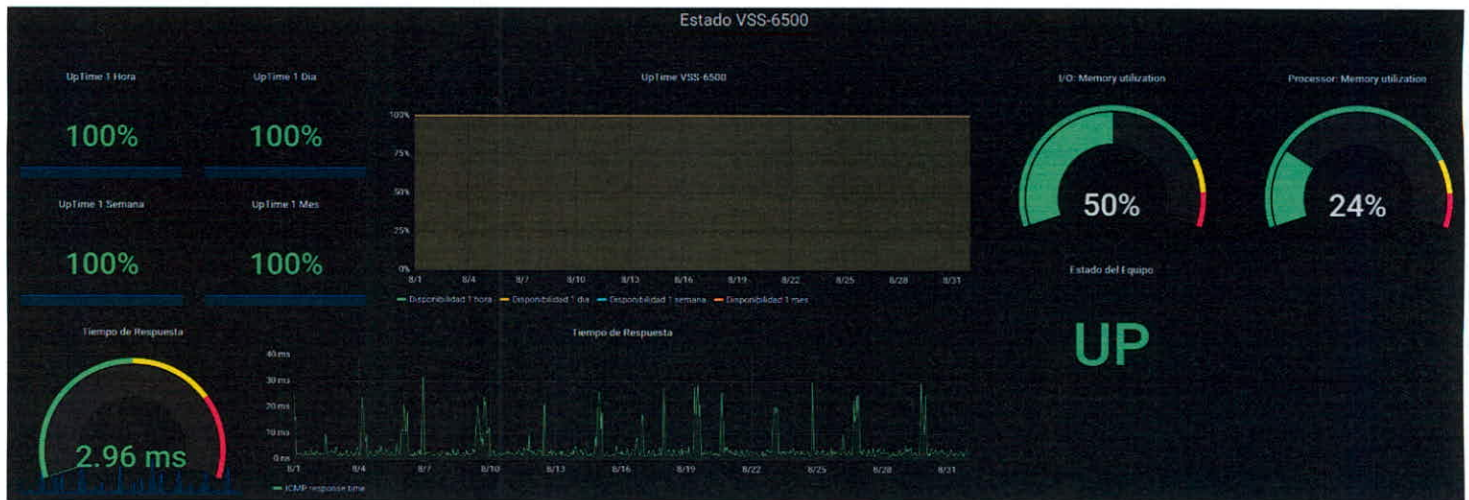 Estado VSS-6500
UpTime 1 Hora
100%
UpTime 1 Dia
100%
UpTime 1 Semana
100%
UpTime 1 Mes
100%
UpTime VSS-6500
100%
75%
50%
25%
0%
8/1 8/4 8/7 8/10 8/13 8/16 8/19 8/22 8/25 8/28 8/31
Disponibilidad 1 hora Disponibilidad 1 dia Disponibilidad 1 semana Disponibilidad 1 mes
I/O: Memory utilization
50%
Processor: Memory utilization
24%
Estado del Equipo
UP
Tiempo de Respuesta
2.96 ms
Tiempo de Respuesta
40 ms
30 ms
20 ms
10 ms
0 ms
8/1 8/4 8/7 8/10 8/13 8/16 8/19 8/22 8/25 8/28 8/31
ICMP response time